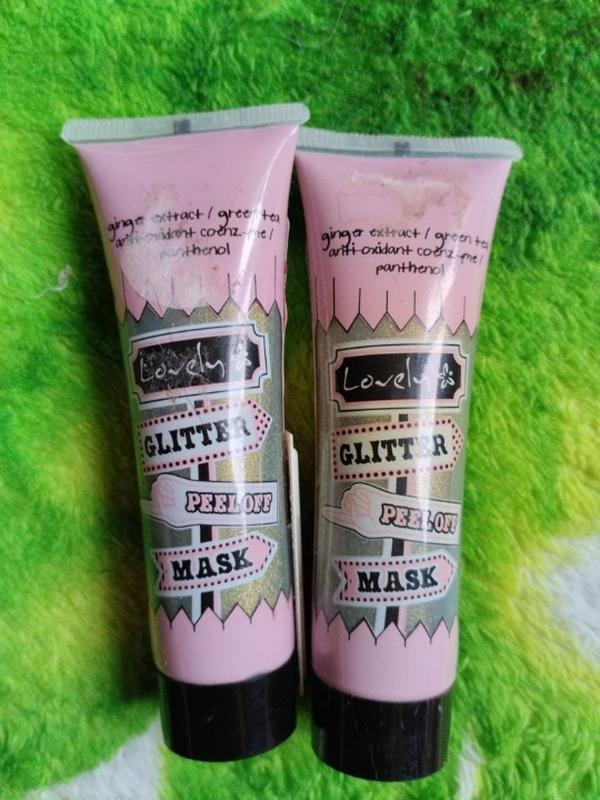 ginger extract / green tea
anti-oxidant coenzyme /
panthenol
Lovely
GLITTER
PEEL OFF
MASK
ginger extract / green tea
anti-oxidant coenzyme /
panthenol
Lovely
GLITTER
PEEL OFF
MASK